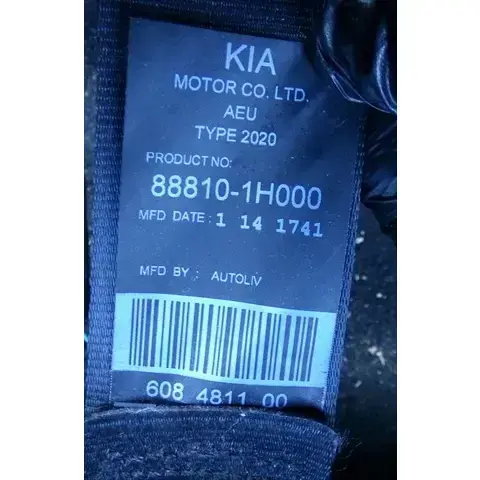 KIA
MOTOR CO. LTD.
AEU
TYPE 2020
PRODUCT NO:
88810-1H000
MFD DATE : 1 14 1741
MFD BY : AUTOLIV
608 4811 00